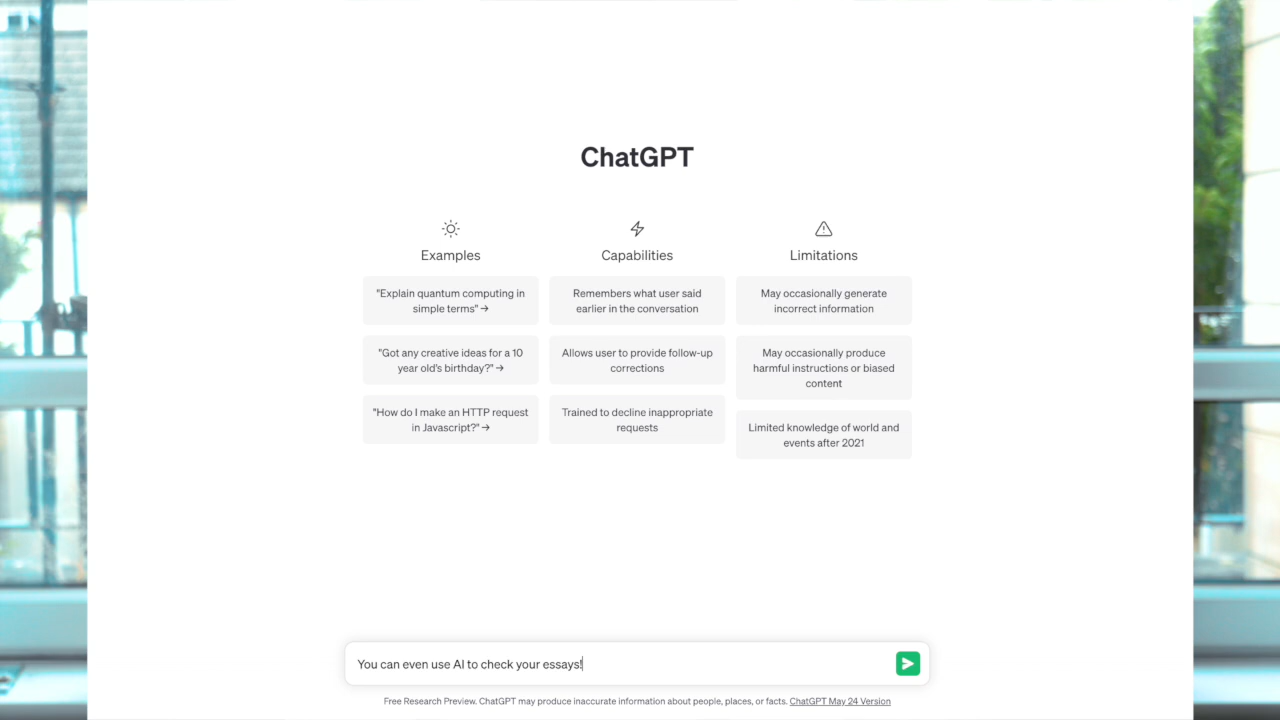 ChatGPT
Examples
Capabilities
Limitations
"Explain quantum computing in
simple terms" →
"Got any creative ideas for a 10
year old's birthday?" →
"How do I make an HTTP request
in Javascript?" →
Remembers what user said
earlier in the conversation
Allows user to provide follow-up
corrections
Trained to decline inappropriate
requests
May occasionally generate
incorrect information
May occasionally produce
harmful instructions or biased
content
Limited knowledge of world and
events after 2021
You can even use AI to check your essays!
Free Research Preview. ChatGPT may produce inaccurate information about people, places, or facts. ChatGPT May 24 Version